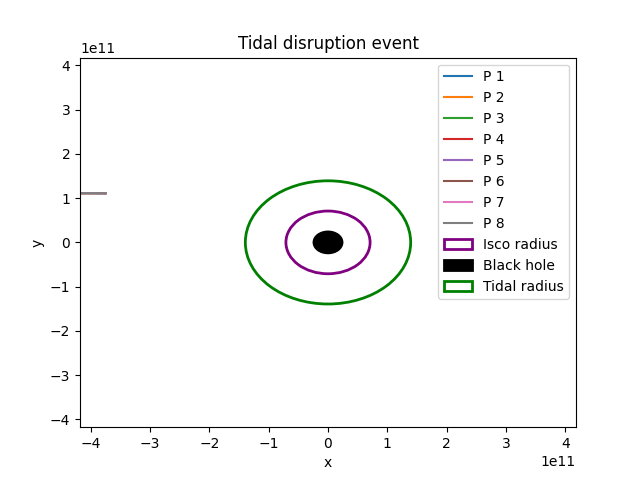 Tidal disruption event
1e11
4
3
2
1
0
−1
−2
−3
−4
y
P 1
P 2
P 3
P 4
P 5
P 6
P 7
P 8
Isco radius
Black hole
Tidal radius
−4 −3 −2 −1 0 1 2 3 4
x
1e11